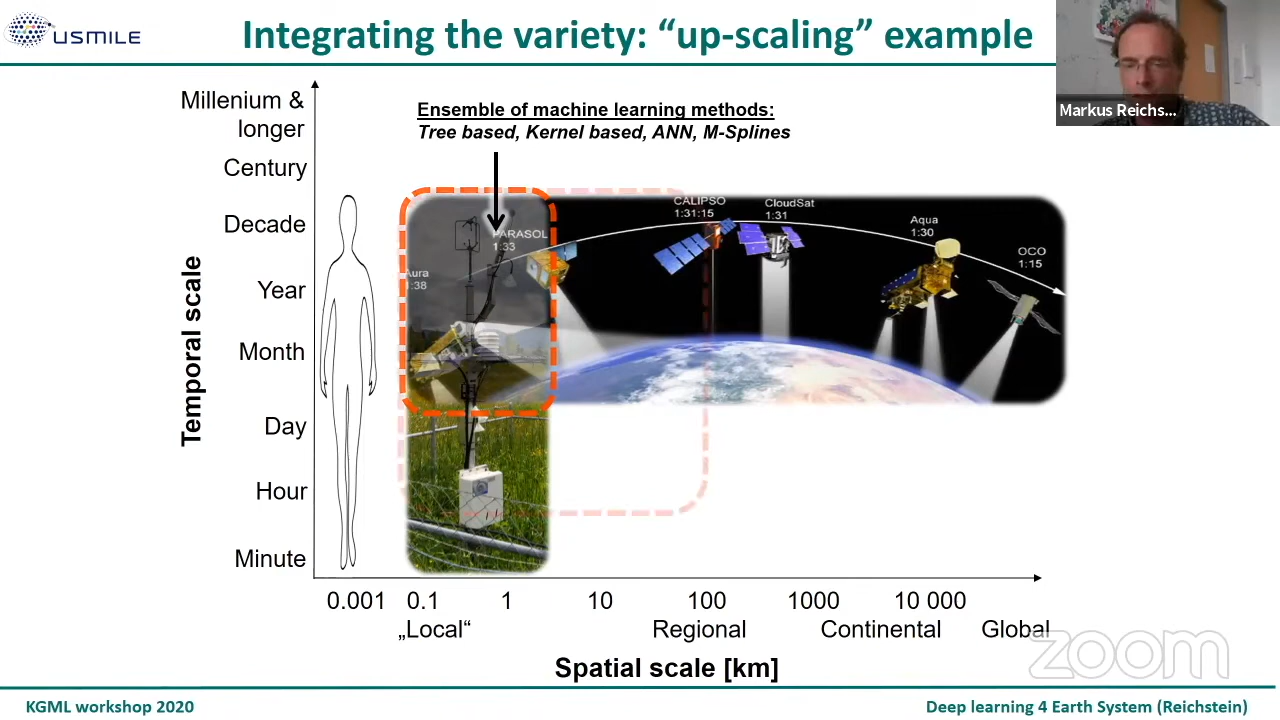 USMILE
Integrating the variety: “up-scaling” example
Markus Reichs...
Millenium &
longer
Century
Decade
Year
Month
Day
Hour
Minute
Temporal scale
Ensemble of machine learning methods:
Tree based, Kernel based, ANN, M-Splines
Aura
:38
PARASOL
1:33
CALIPSO
1:31:15
CloudSat
1:31
Aqua
1:30
OCO
1:15
0.001 0.1 1 10 100 1000 10 000
„Local“ Regional Continental Global
Spatial scale [km]
zoom
KGML workshop 2020
Deep learning 4 Earth System (Reichstein)